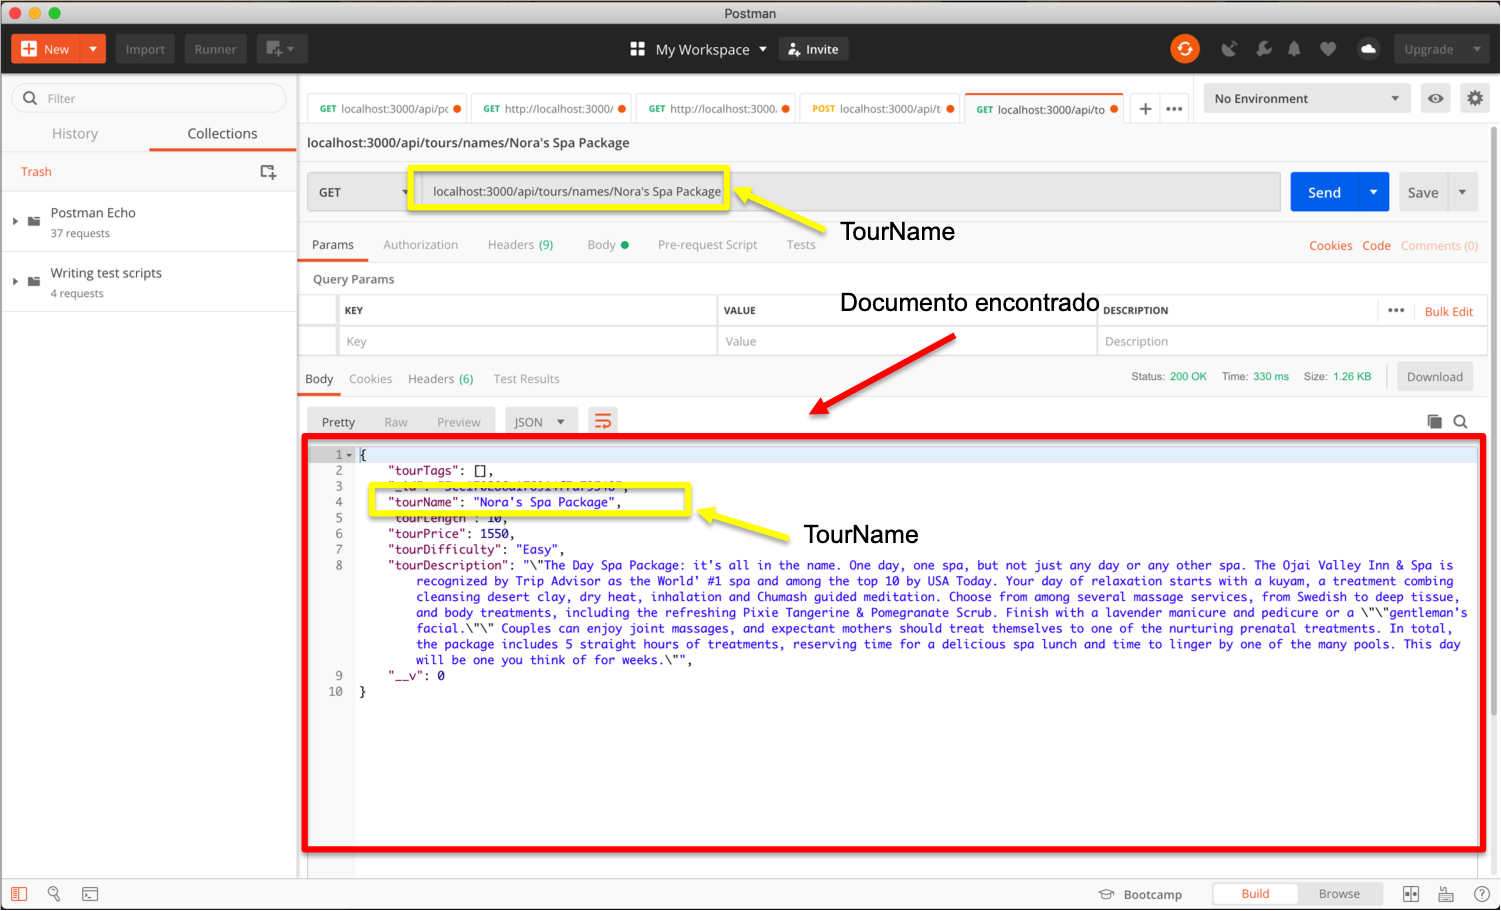 Postman
New
Import
Runner
My Workspace
Invite
Upgrade
Filter
History
Collections
Trash
Postman Echo
37 requests
Writing test scripts
4 requests
GET localhost:3000/api/pc
GET http://localhost:3000/
GET http://localhost:3000.
POST localhost:3000/api/t
GET localhost:3000/api/to
No Environment
localhost:3000/api/tours/names/Nora's Spa Package
GET
localhost:3000/api/tours/names/Nora's Spa Package
Send
Save
TourName
Params
Authorization
Headers (9)
Body
Pre-request Script
Tests
Cookies
Code
Comments (0)
Query Params
Documento encontrado
KEY
VALUE
DESCRIPTION
Bulk Edit
Key
Value
Description
Body
Cookies
Headers (6)
Test Results
Status: 200 OK
Time: 330 ms
Size: 1.26 KB
Download
Pretty
Raw
Preview
JSON
1 {
2 "tourTags": [],
3
4 "tourName": "Nora's Spa Package",
5 "tourLength": 10,
TourName
6 "tourPrice": 1550,
7 "tourDifficulty": "Easy",
8 "tourDescription": "\"The Day Spa Package: it's all in the name. One day, one spa, but not just any day or any other spa. The Ojai Valley Inn & Spa is
recognized by Trip Advisor as the World' #1 spa and among the top 10 by USA Today. Your day of relaxation starts with a kuyam, a treatment combing
cleansing desert clay, dry heat, inhalation and Chumash guided meditation. Choose from among several massage services, from Swedish to deep tissue,
and body treatments, including the refreshing Pixie Tangerine & Pomegranate Scrub. Finish with a lavender manicure and pedicure or a \"\"gentleman's
facial.\"\" Couples can enjoy joint massages, and expectant mothers should treat themselves to one of the nurturing prenatal treatments. In total,
the package includes 5 straight hours of treatments, reserving time for a delicious spa lunch and time to linger by one of the many pools. This day
will be one you think of for weeks.\"",
9 "__v": 0
10 }
Bootcamp
Build
Browse